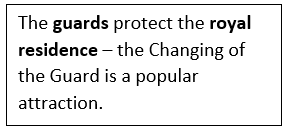 The guards protect the royal
residence – the Changing of
the Guard is a popular
attraction.